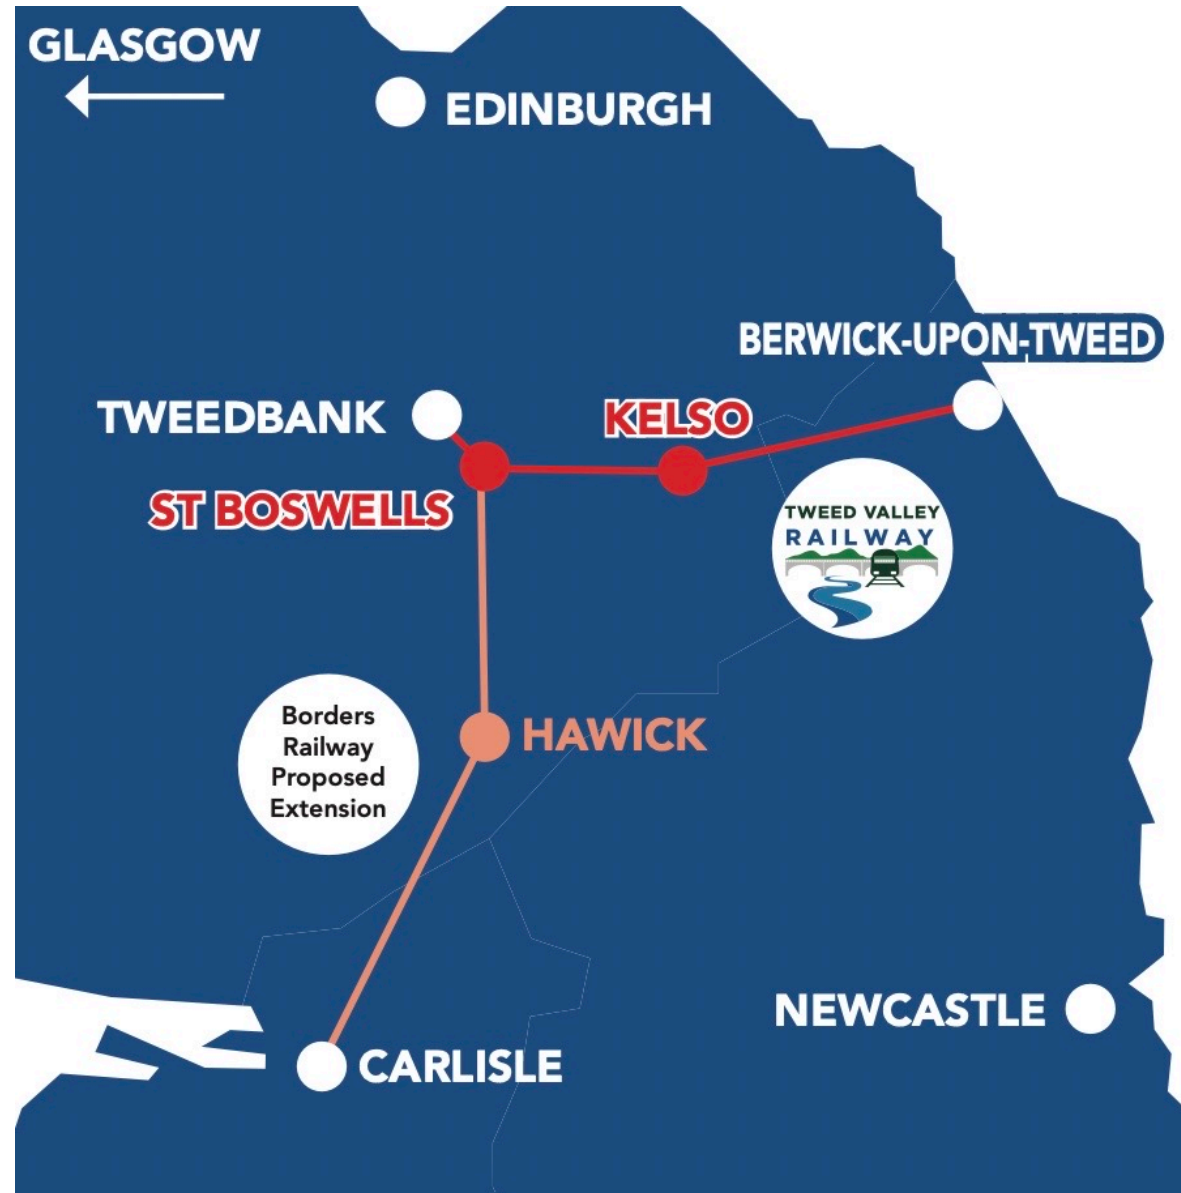 GLASGOW
EDINBURGH
BERWICK-UPON-TWEED
TWEEDBANK
KELSO
ST BOSWELLS
TWEED VALLEY
RAILWAY
Borders
Railway
Proposed
Extension
HAWICK
NEWCASTLE
CARLISLE